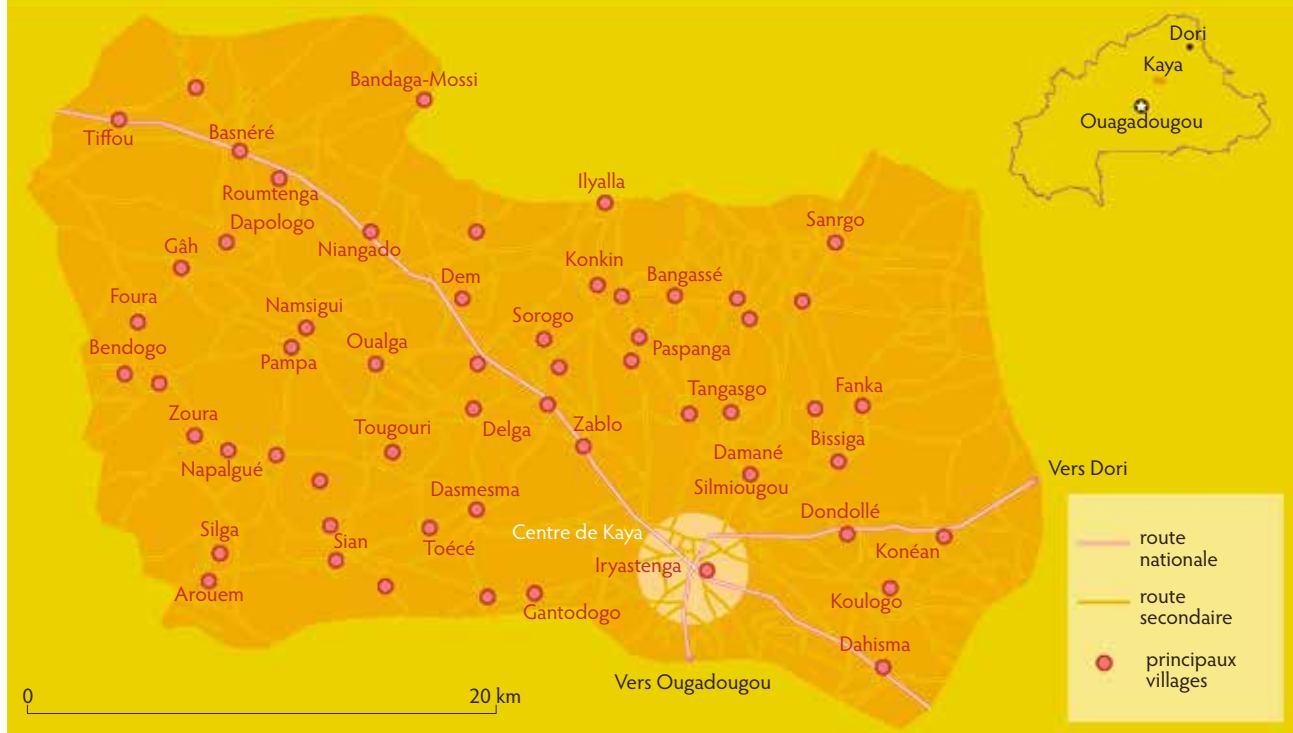 Dori
Kaya
Ouagadougou
Bandaga-Mossi
Tiffou
Basnéré
Roumtenga
Ilyalla
Dapologo
Sanrgo
Gâh
Niangado
Konkin
Bangassé
Dem
Foura
Namsigui
Sorogo
Bendogo
Pampa
Oualga
Paspanga
Tangasgo
Fanka
Zoura
Tougouri
Delga
Zablo
Bissiga
Napalgué
Damané
Silmiougou
Vers Dori
Dasmesma
Dondollé
Silga
Sian
Toécé
Centre de Kaya
Konéan
Iryastenga
Arouem
Gantodogo
Koulogo
Dahisma
Vers Ougadougou
0
20 km
route
nationale
route
secondaire
principaux
villages